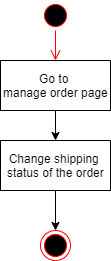 Go to
manage order page
Change shipping
status of the order